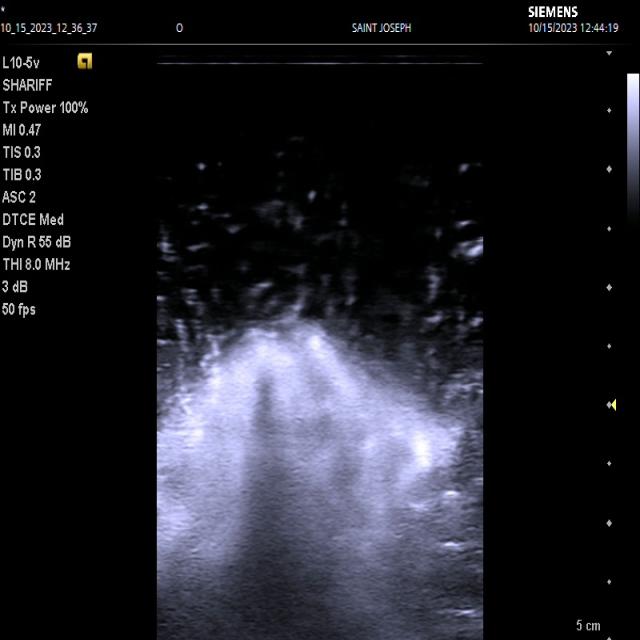 *
SIEMENS
10_15_2023_12_36_37 O SAINT JOSEPH 10/15/2023 12:44:19
L10-5v
SHARIFF
Tx Power 100%
MI 0.47
TIS 0.3
TIB 0.3
ASC 2
DTCE Med
Dyn R 55 dB
THI 8.0 MHz
3 dB
50 fps
5 cm